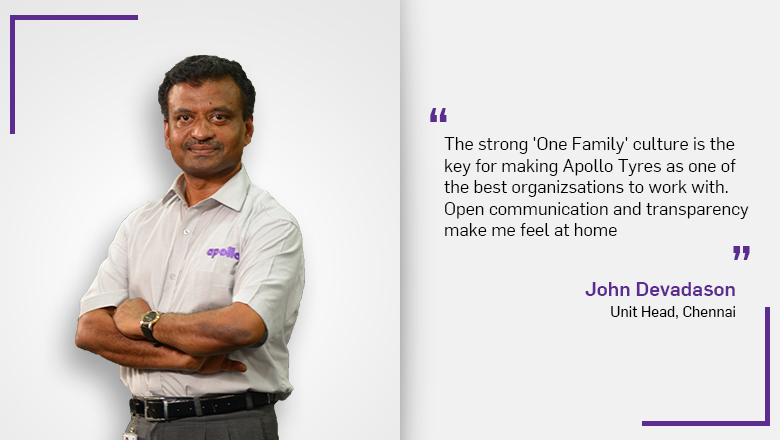 apollo
“
The strong 'One Family' culture is the
key for making Apollo Tyres as one of
the best organizsations to work with.
Open communication and transparency
make me feel at home
”
John Devadason
Unit Head, Chennai